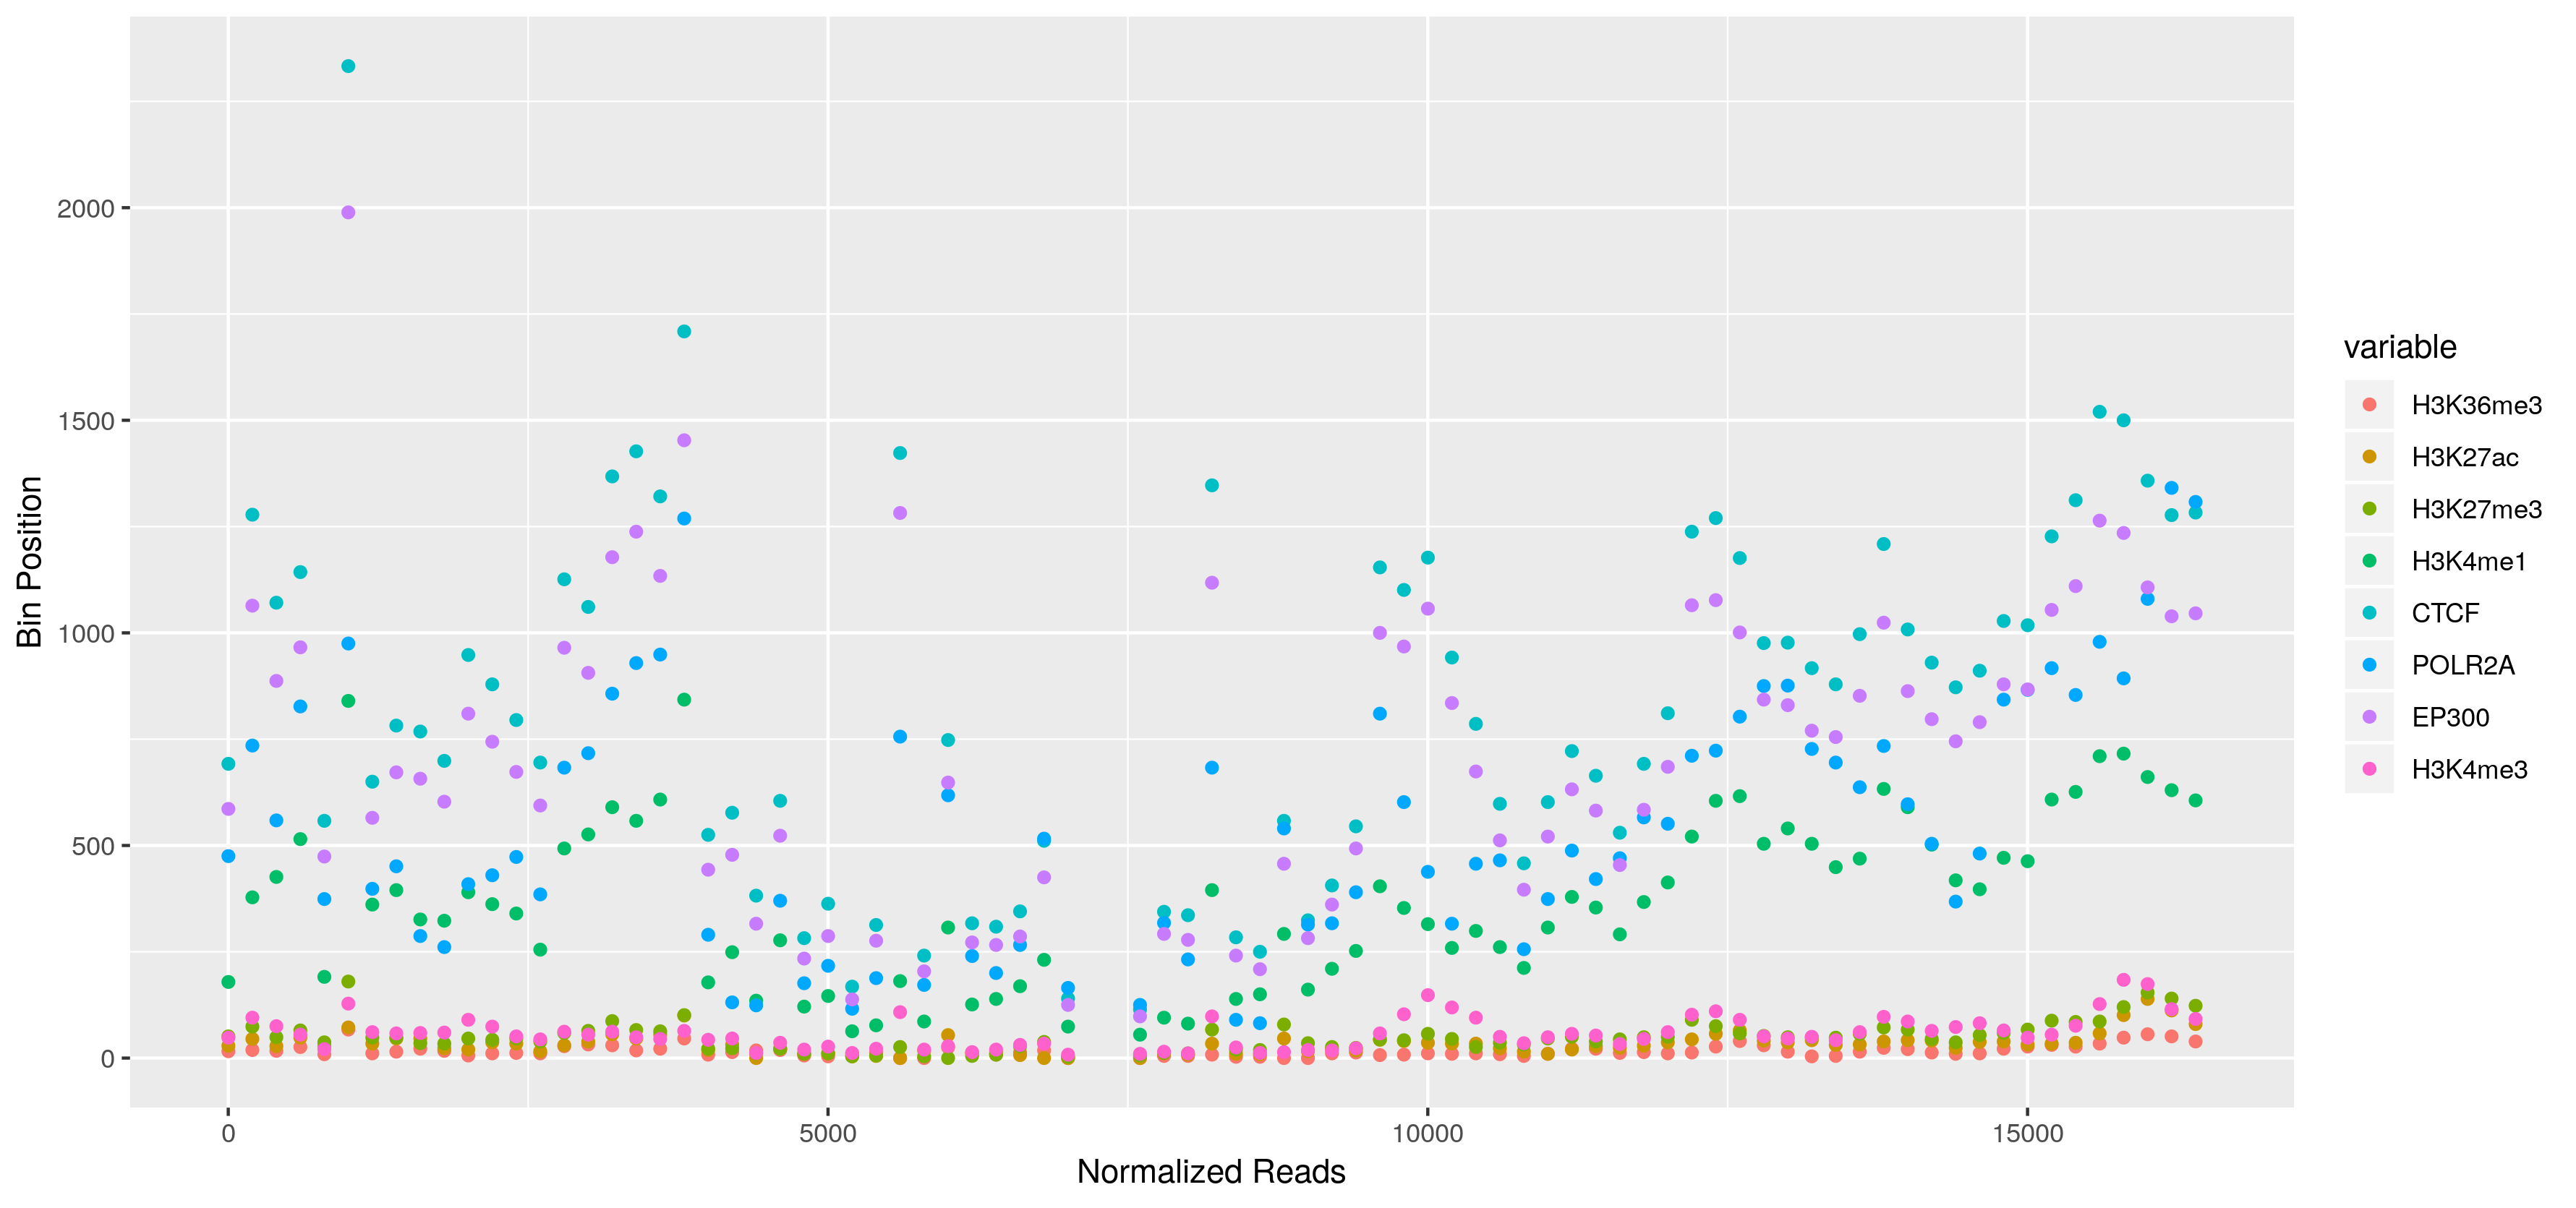 2000
1500
1000
500
0
Bin Position
0 5000 10000 15000
Normalized Reads
variable
H3K36me3
H3K27ac
H3K27me3
H3K4me1
CTCF
POLR2A
EP300
H3K4me3